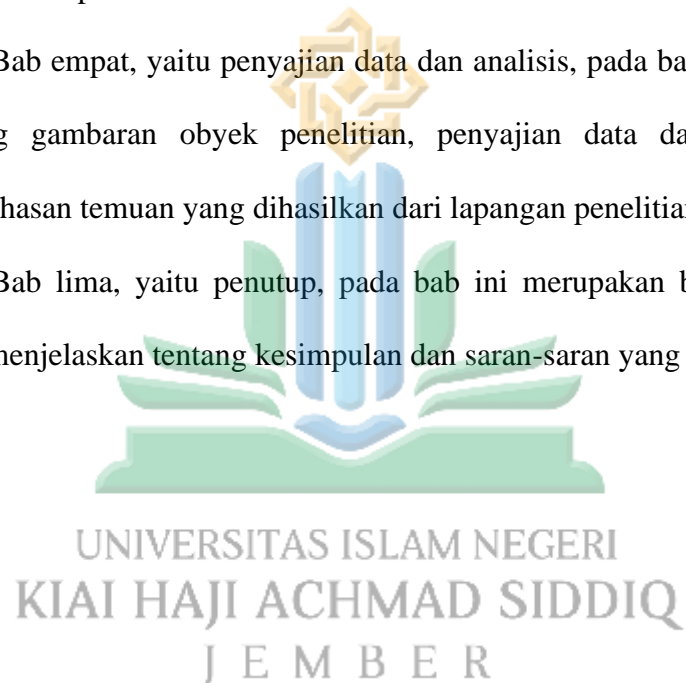 Bab empat, yaitu penyajian data dan analisis, pada ba
gambaran obyek penelitian, penyajian data da
hasan temuan yang dihasilkan dari lapangan penelitian
Bab lima, yaitu penutup, pada bab ini merupakan b
menjelaskan tentang kesimpulan dan saran-saran yang
UNIVERSITAS ISLAM NEGERI
KIAI HAJI ACHMAD SIDDIQ
JEMBER